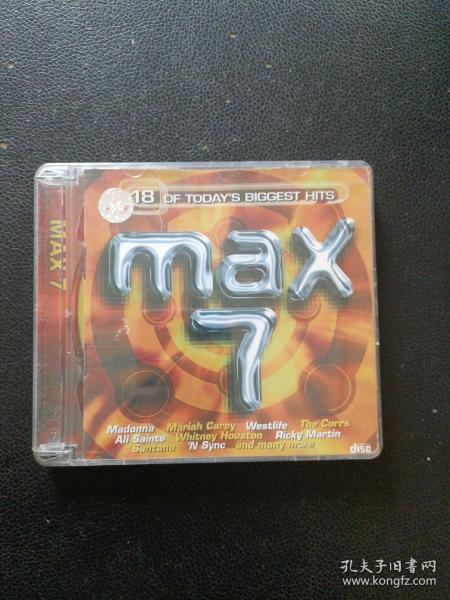 18 OF TODAY'S BIGGEST HITS
max
7
MAX 7
Madonna Mariah Carey Westlife The Corrs
All Saints Whitney Houston Ricky Martin
Santana 'N Sync and many more
disc
孔夫子旧书网
www.kongfz.com